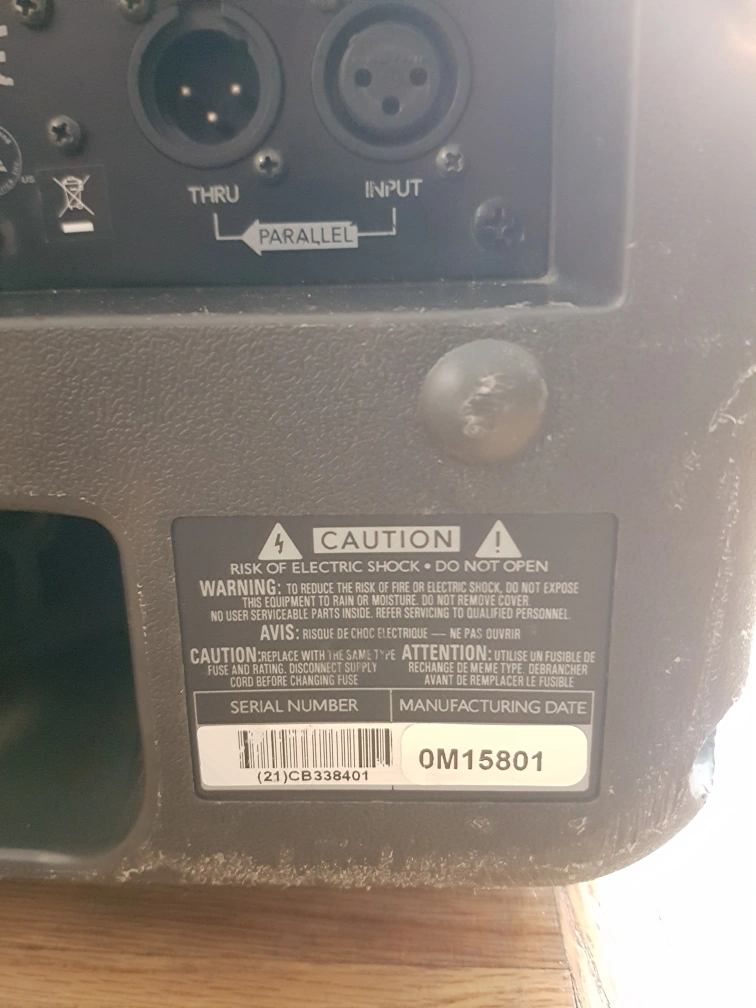 US
THRU
INPUT
PARALLEL
CAUTION
RISK OF ELECTRIC SHOCK • DO NOT OPEN
WARNING: TO REDUCE THE RISK OF FIRE OR ELECTRIC SHOCK, DO NOT EXPOSE
THIS EQUIPMENT TO RAIN OR MOISTURE. DO NOT REMOVE COVER.
NO USER SERVICEABLE PARTS INSIDE. REFER SERVICING TO QUALIFIED PERSONNEL.
AVIS: RISQUE DE CHOC ELECTRIQUE — NE PAS OUVRIR
CAUTION: REPLACE WITH THE SAME TYPE
FUSE AND RATING. DISCONNECT SUPPLY
CORD BEFORE CHANGING FUSE
ATTENTION: UTILISE UN FUSIBLE DE
RECHANGE DE MEME TYPE. DEBRANCHER
AVANT DE REMPLACER LE FUSIBLE
SERIAL NUMBER
MANUFACTURING DATE
(21)CB338401
0M15801